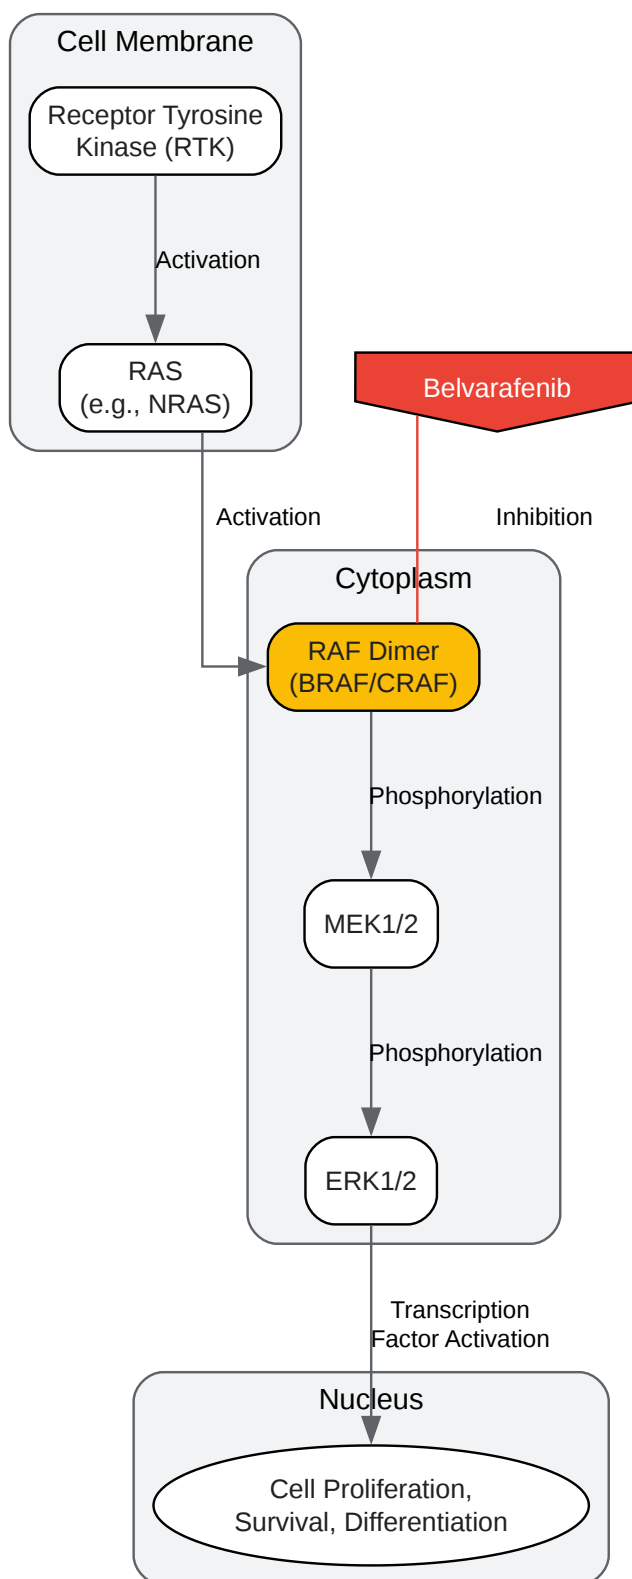 Cell Membrane
Receptor Tyrosine
Kinase (RTK)
Activation
RAS
(e.g., NRAS)
Belvarafenib
Activation
Inhibition
Cytoplasm
RAF Dimer
(BRAF/CRAF)
Phosphorylation
MEK1/2
Phosphorylation
ERK1/2
Transcription
Factor Activation
Nucleus
Cell Proliferation,
Survival, Differentiation